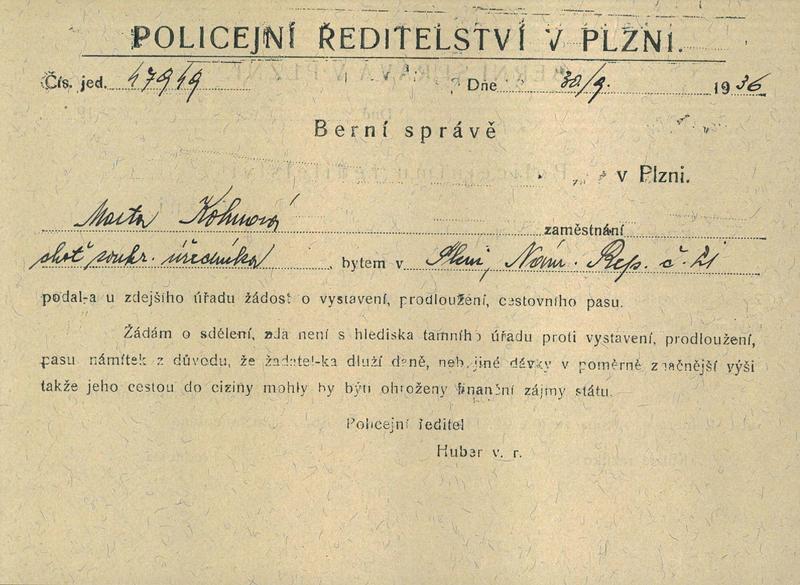 POLICEJNÍ ŘEDITELSTVÍ V PLZNI.
Čís. jed. 47949 Dne 30/9. 1936
Berní správě
v Plzni.
Marta Kohnová zaměstnání
choť soukr. úředníka, bytem v Plzni, Nám. Rep. č. 21
podal-a u zdejšího úřadu žádost o vystavení, prodloužení, cestovního pasu.
Žádám o sdělení, zda není s hlediska tamního úřadu proti vystavení, prodloužení,
pasu námitek z důvodu, že žadatel-ka dluží daně, neb jiné dávky v poměrně značnější výši
takže jeho cestou do ciziny mohly by býti ohroženy finanční zájmy státu.
Policejní ředitel
Huber v. r.